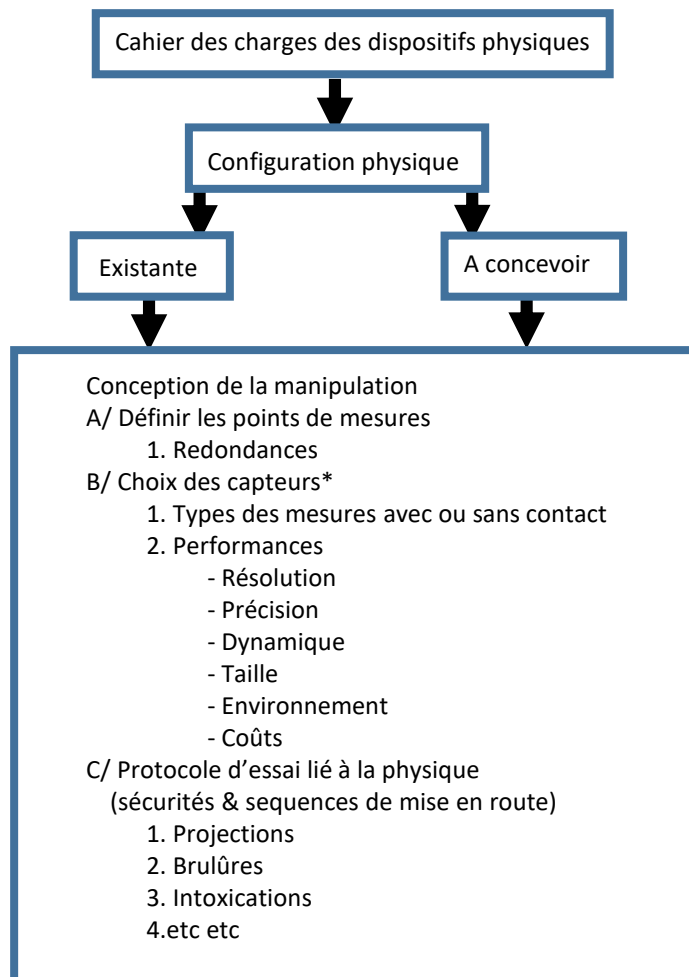 Cahier des charges des dispositifs physiques
Configuration physique
Existante
A concevoir
Conception de la manipulation
A/ Définir les points de mesures
1. Redondances
B/ Choix des capteurs*
1. Types des mesures avec ou sans contact
2. Performances
- Résolution
- Précision
- Dynamique
- Taille
- Environnement
- Coûts
C/ Protocole d’essai lié à la physique
(sécurités & sequences de mise en route)
1. Projections
2. Brulûres
3. Intoxications
4.etc etc